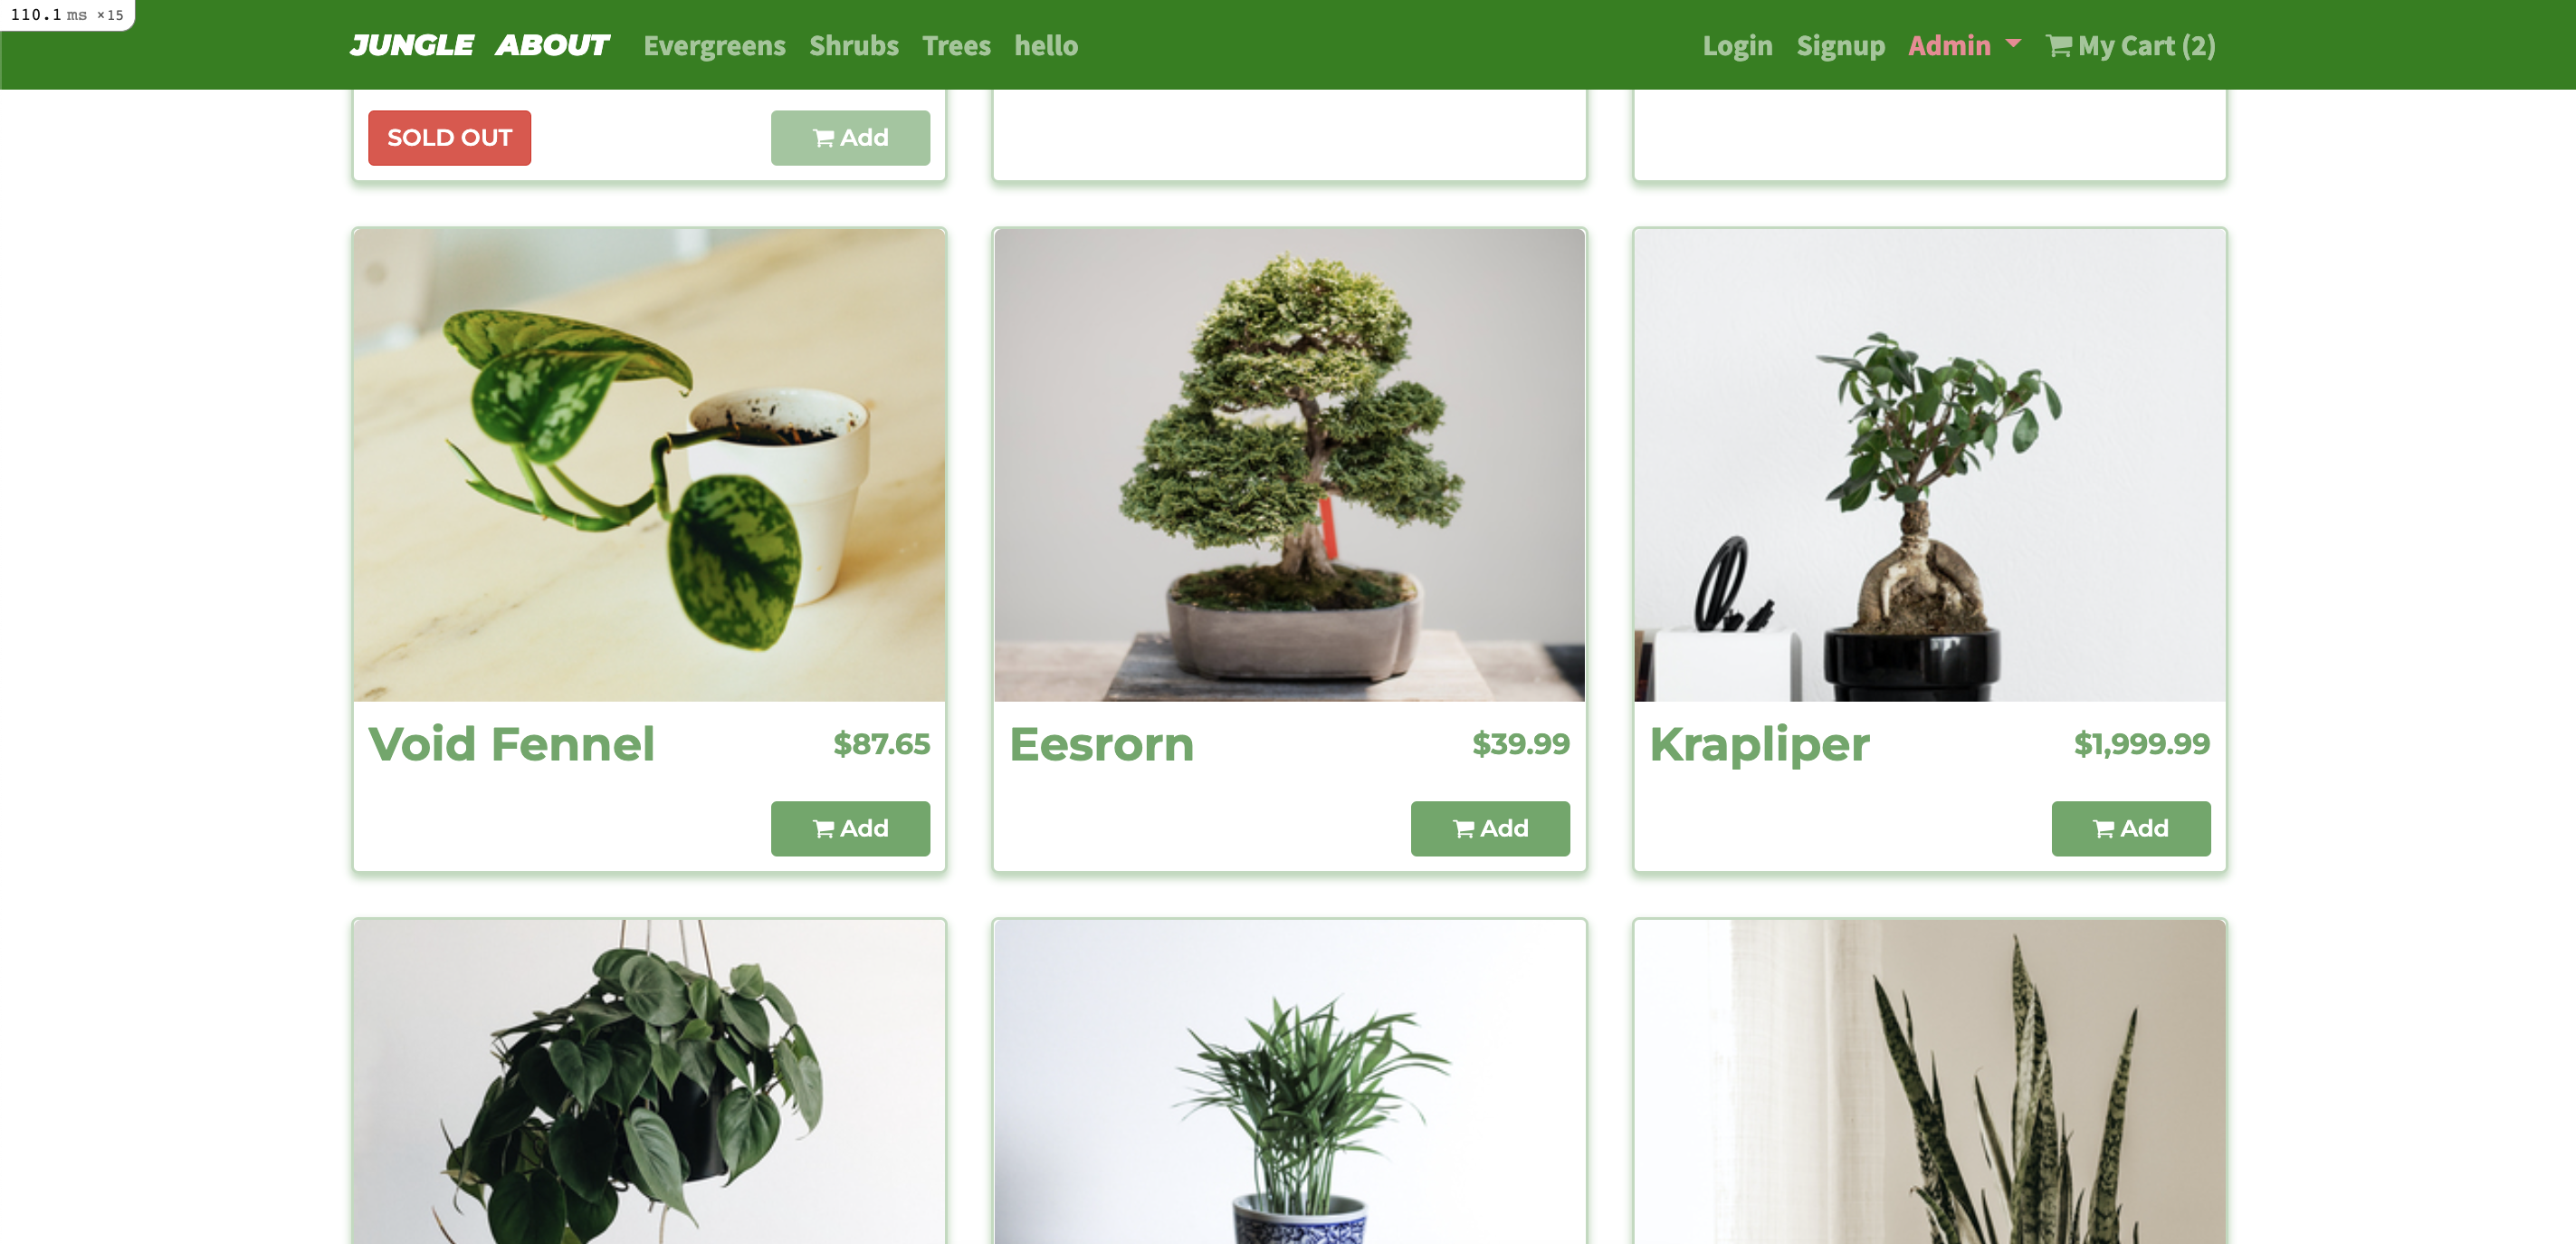 110.1 ms ×15
JUNGLE ABOUT Evergreens Shrubs Trees hello Login Signup Admin My Cart (2)
SOLD OUT Add
Void Fennel $87.65 Eesrorn $39.99 Krapliper $1,999.99
Add Add Add